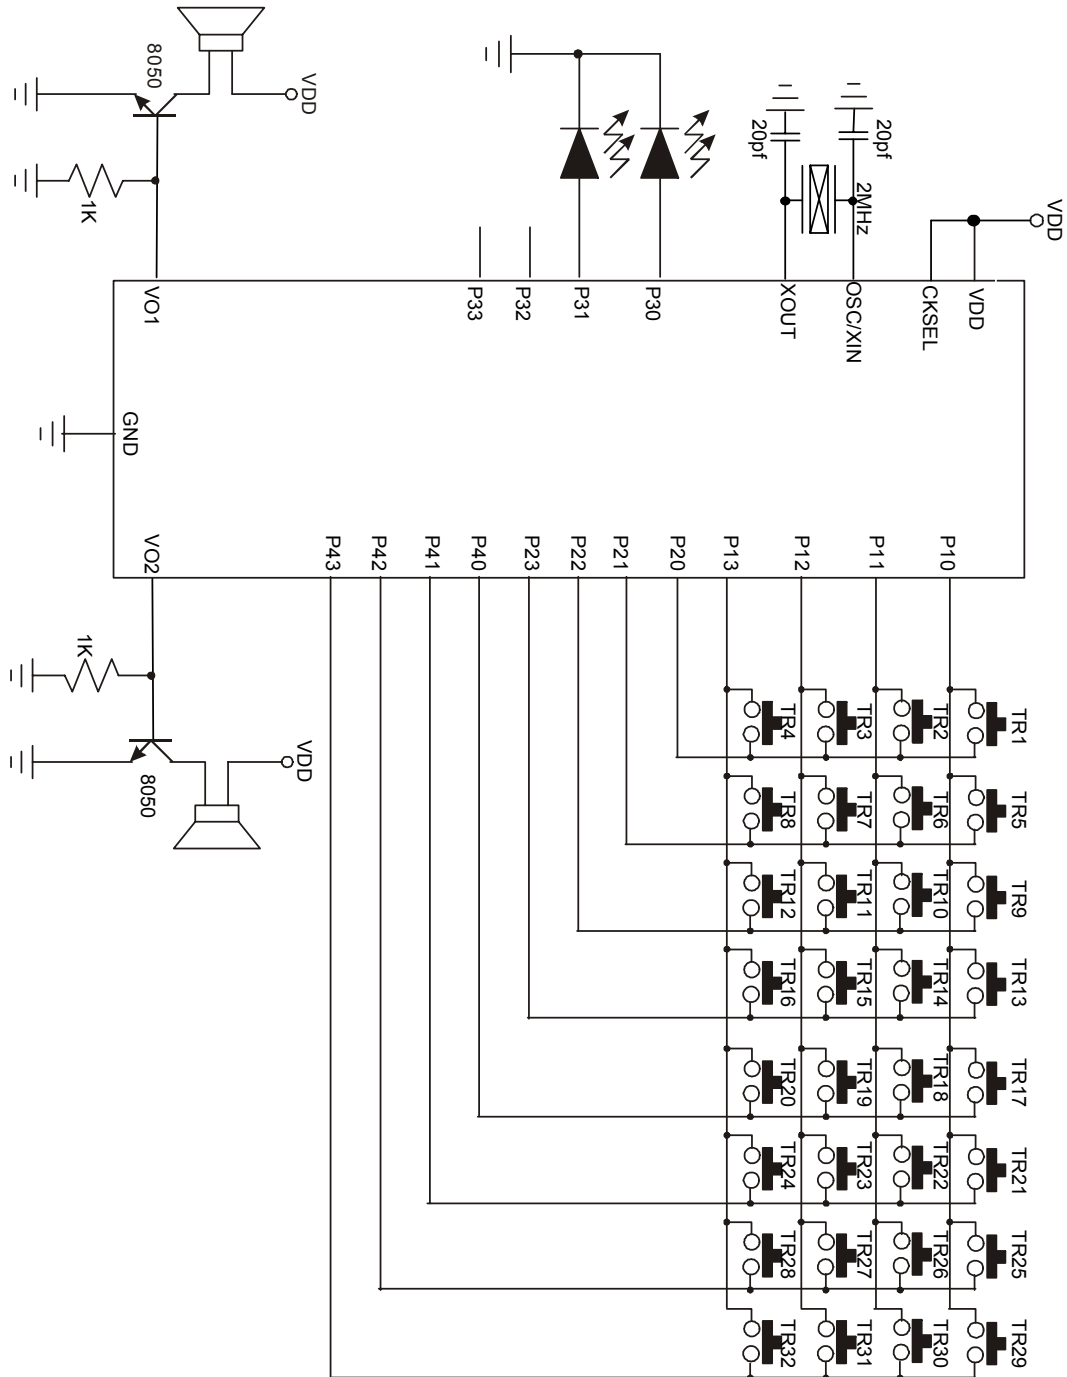 8050
VDD
1K
VO1
20pf
20pf
2MHz
VDD
P33
P32
P31
P30
XOUT
OSC/XIN
CKSEL
VDD
GND
VO2
P43
P42
P41
P40
P23
P22
P21
P20
P13
P12
P11
P10
1K
VDD
8050
TR4
TR3
TR2
TR1
TR8
TR7
TR6
TR5
TR12
TR11
TR10
TR9
TR16
TR15
TR14
TR13
TR20
TR19
TR18
TR17
TR24
TR23
TR22
TR21
TR28
TR27
TR26
TR25
TR32
TR31
TR30
TR29